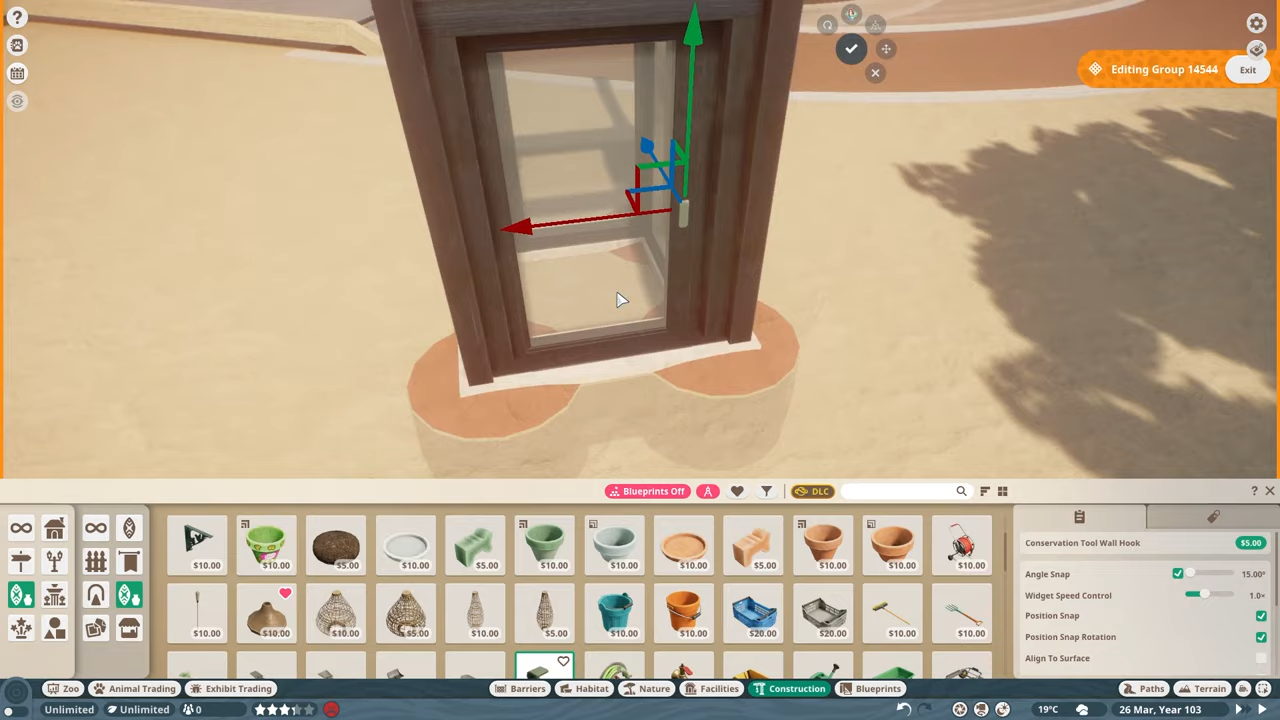 ?
Editing Group 14544
Exit
Blueprints Off
DLC
?
$10.00
$10.00
$5.00
$10.00
$5.00
$10.00
$10.00
$10.00
$5.00
$10.00
$10.00
$10.00
$10.00
$10.00
$10.00
$5.00
$10.00
$5.00
$10.00
$10.00
$20.00
$20.00
$10.00
$10.00
Conservation Tool Wall Hook
$5.00
Angle Snap
15.00°
Widget Speed Control
1.0×
Position Snap
Position Snap Rotation
Align To Surface
Zoo
Animal Trading
Exhibit Trading
Barriers
Habitat
Nature
Facilities
Construction
Blueprints
Paths
Terrain
Unlimited
Unlimited
0
19°C
26 Mar, Year 103